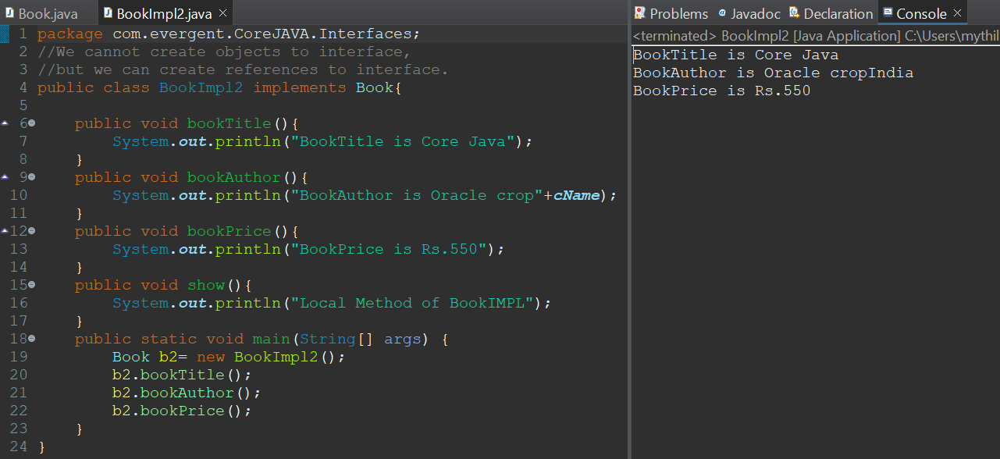 Book.java BookImpl2.java
1 package com.evergent.CoreJAVA.Interfaces;
2 //We cannot create objects to interface,
3 //but we can create references to interface.
4 public class BookImpl2 implements Book{
5
6 public void bookTitle(){
7 System.out.println("BookTitle is Core Java");
8 }
9 public void bookAuthor(){
10 System.out.println("BookAuthor is Oracle crop"+cName);
11 }
12 public void bookPrice(){
13 System.out.println("BookPrice is Rs.550");
14 }
15 public void show(){
16 System.out.println("Local Method of BookIMPL");
17 }
18 public static void main(String[] args) {
19 Book b2= new BookImpl2();
20 b2.bookTitle();
21 b2.bookAuthor();
22 b2.bookPrice();
23 }
24 }
Problems Javadoc Declaration Console
<terminated> BookImpl2 [Java Application] C:\Users\mythil
BookTitle is Core Java
BookAuthor is Oracle cropIndia
BookPrice is Rs.550